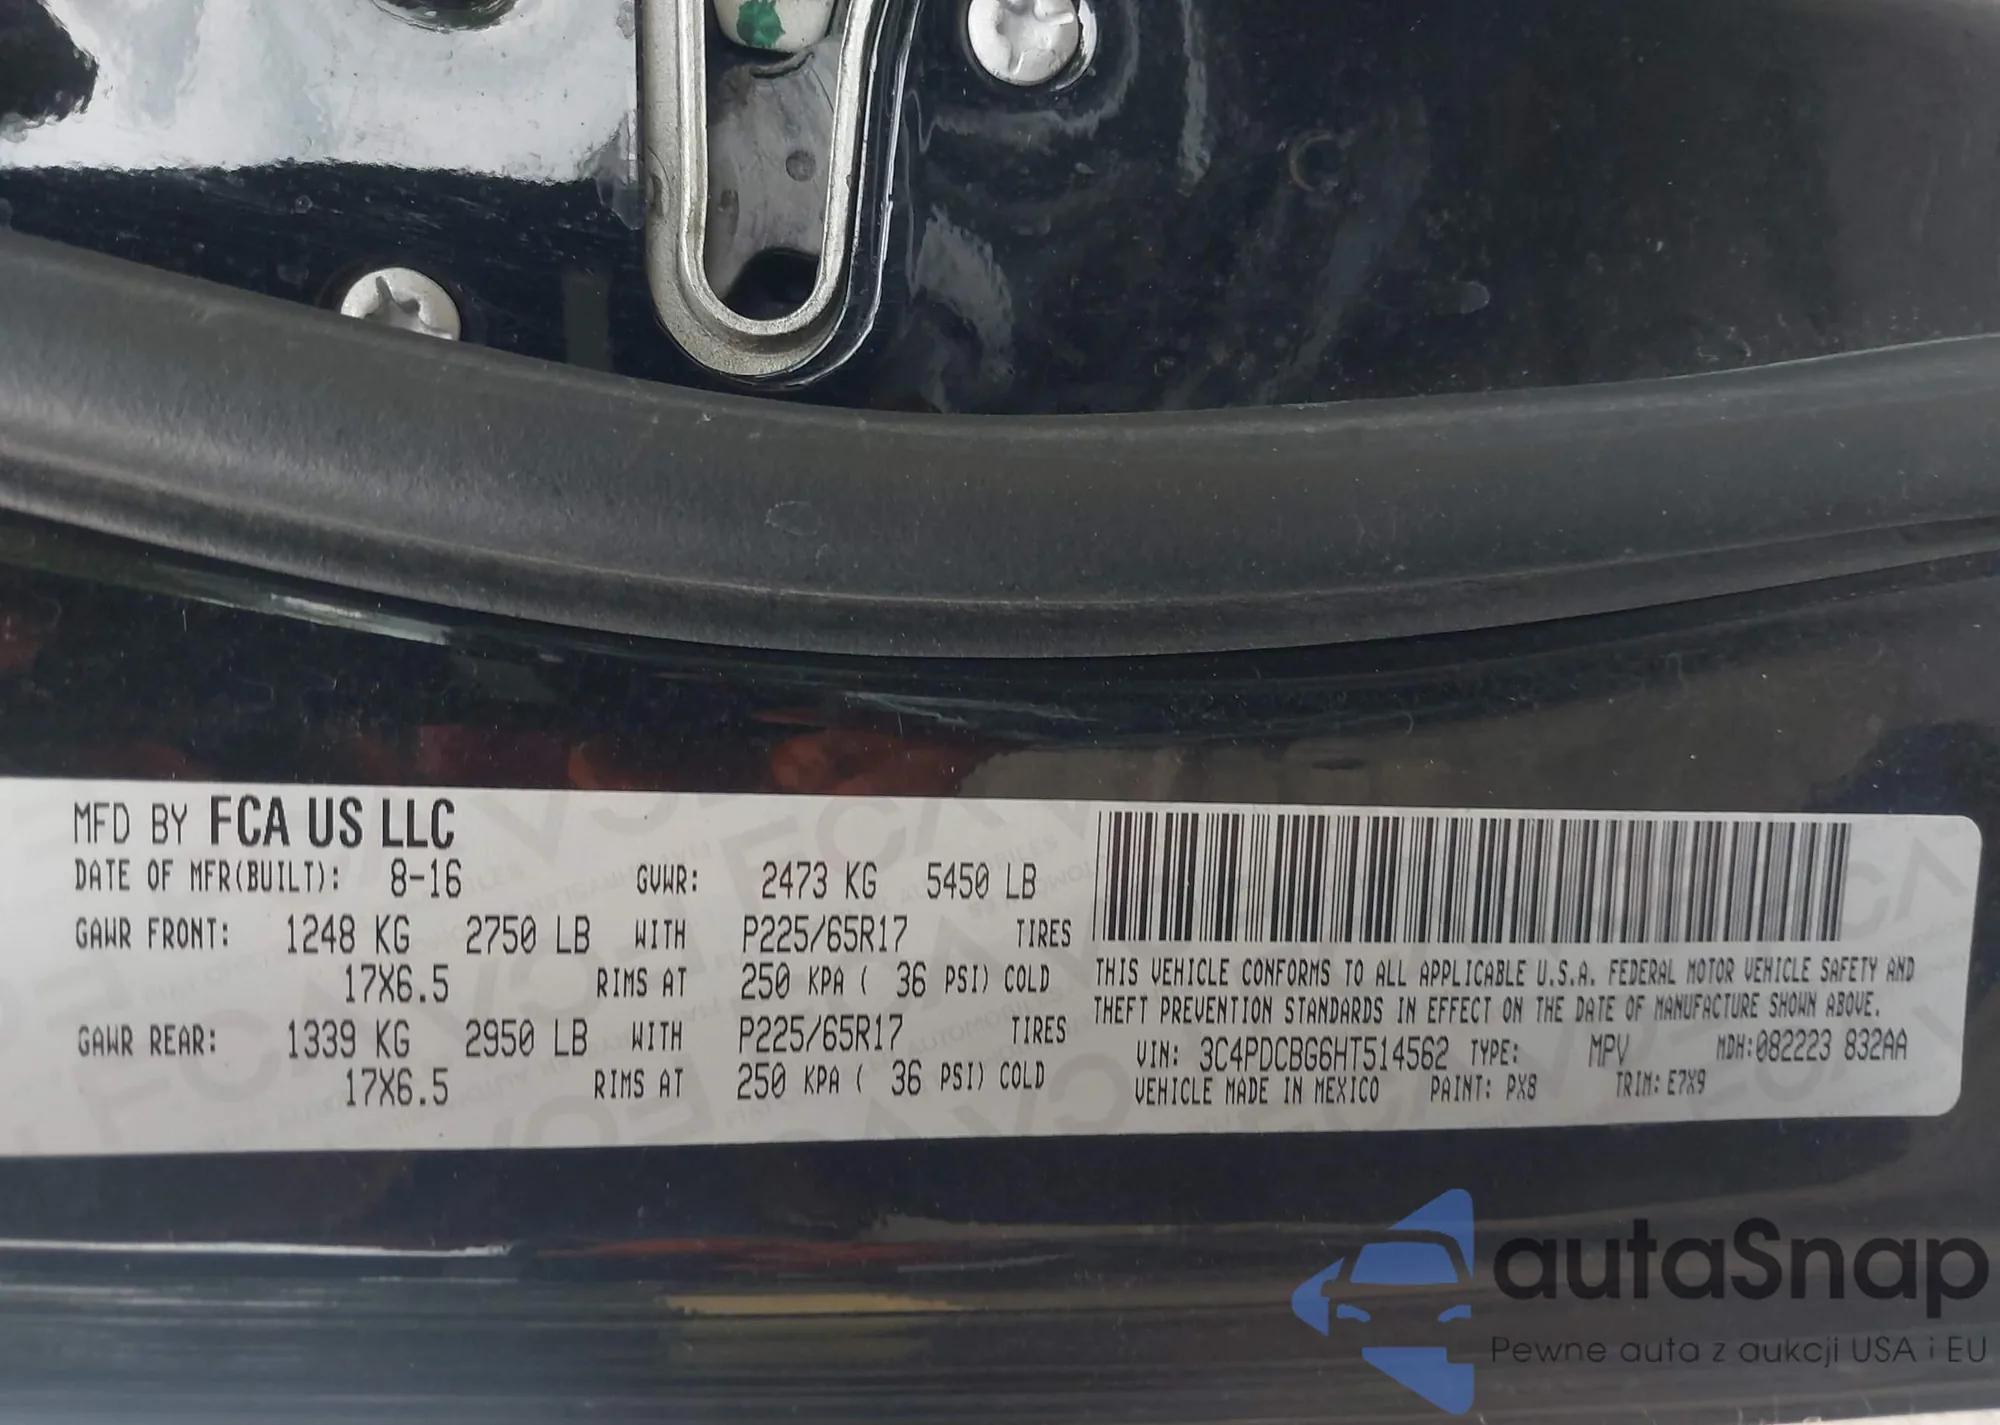 MFD BY FCA US LLC
DATE OF MFR(BUILT): 8-16 GVWR: 2473 KG 5450 LB
GAWR FRONT: 1248 KG 2750 LB WITH P225/65R17 TIRES
17X6.5 RIMS AT 250 KPA ( 36 PSI) COLD
GAWR REAR: 1339 KG 2950 LB WITH P225/65R17 TIRES
17X6.5 RIMS AT 250 KPA ( 36 PSI) COLD
THIS VEHICLE CONFORMS TO ALL APPLICABLE U.S.A. FEDERAL MOTOR VEHICLE SAFETY AND
THEFT PREVENTION STANDARDS IN EFFECT ON THE DATE OF MANUFACTURE SHOWN ABOVE.
VIN: 3C4PDCBG6HT514562 TYPE: MPV MDH:082223 832AA
VEHICLE MADE IN MEXICO PAINT: PX8 TRIM: E7X9
autaSnap
Pewne auta z aukcji USA i EU